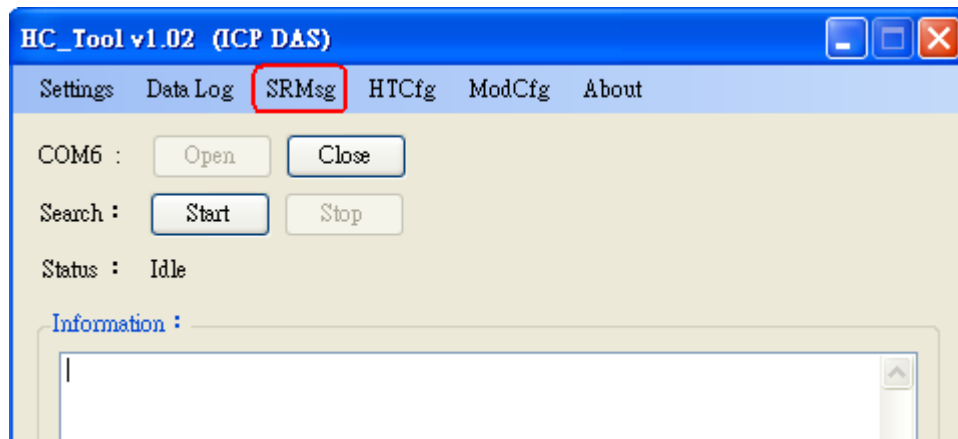 HC_Tool v1.02 (ICP DAS)
Settings Data Log SRMsg HTCfg ModCfg About
COM6 : Open Close
Search : Start Stop
Status : Idle
Information :